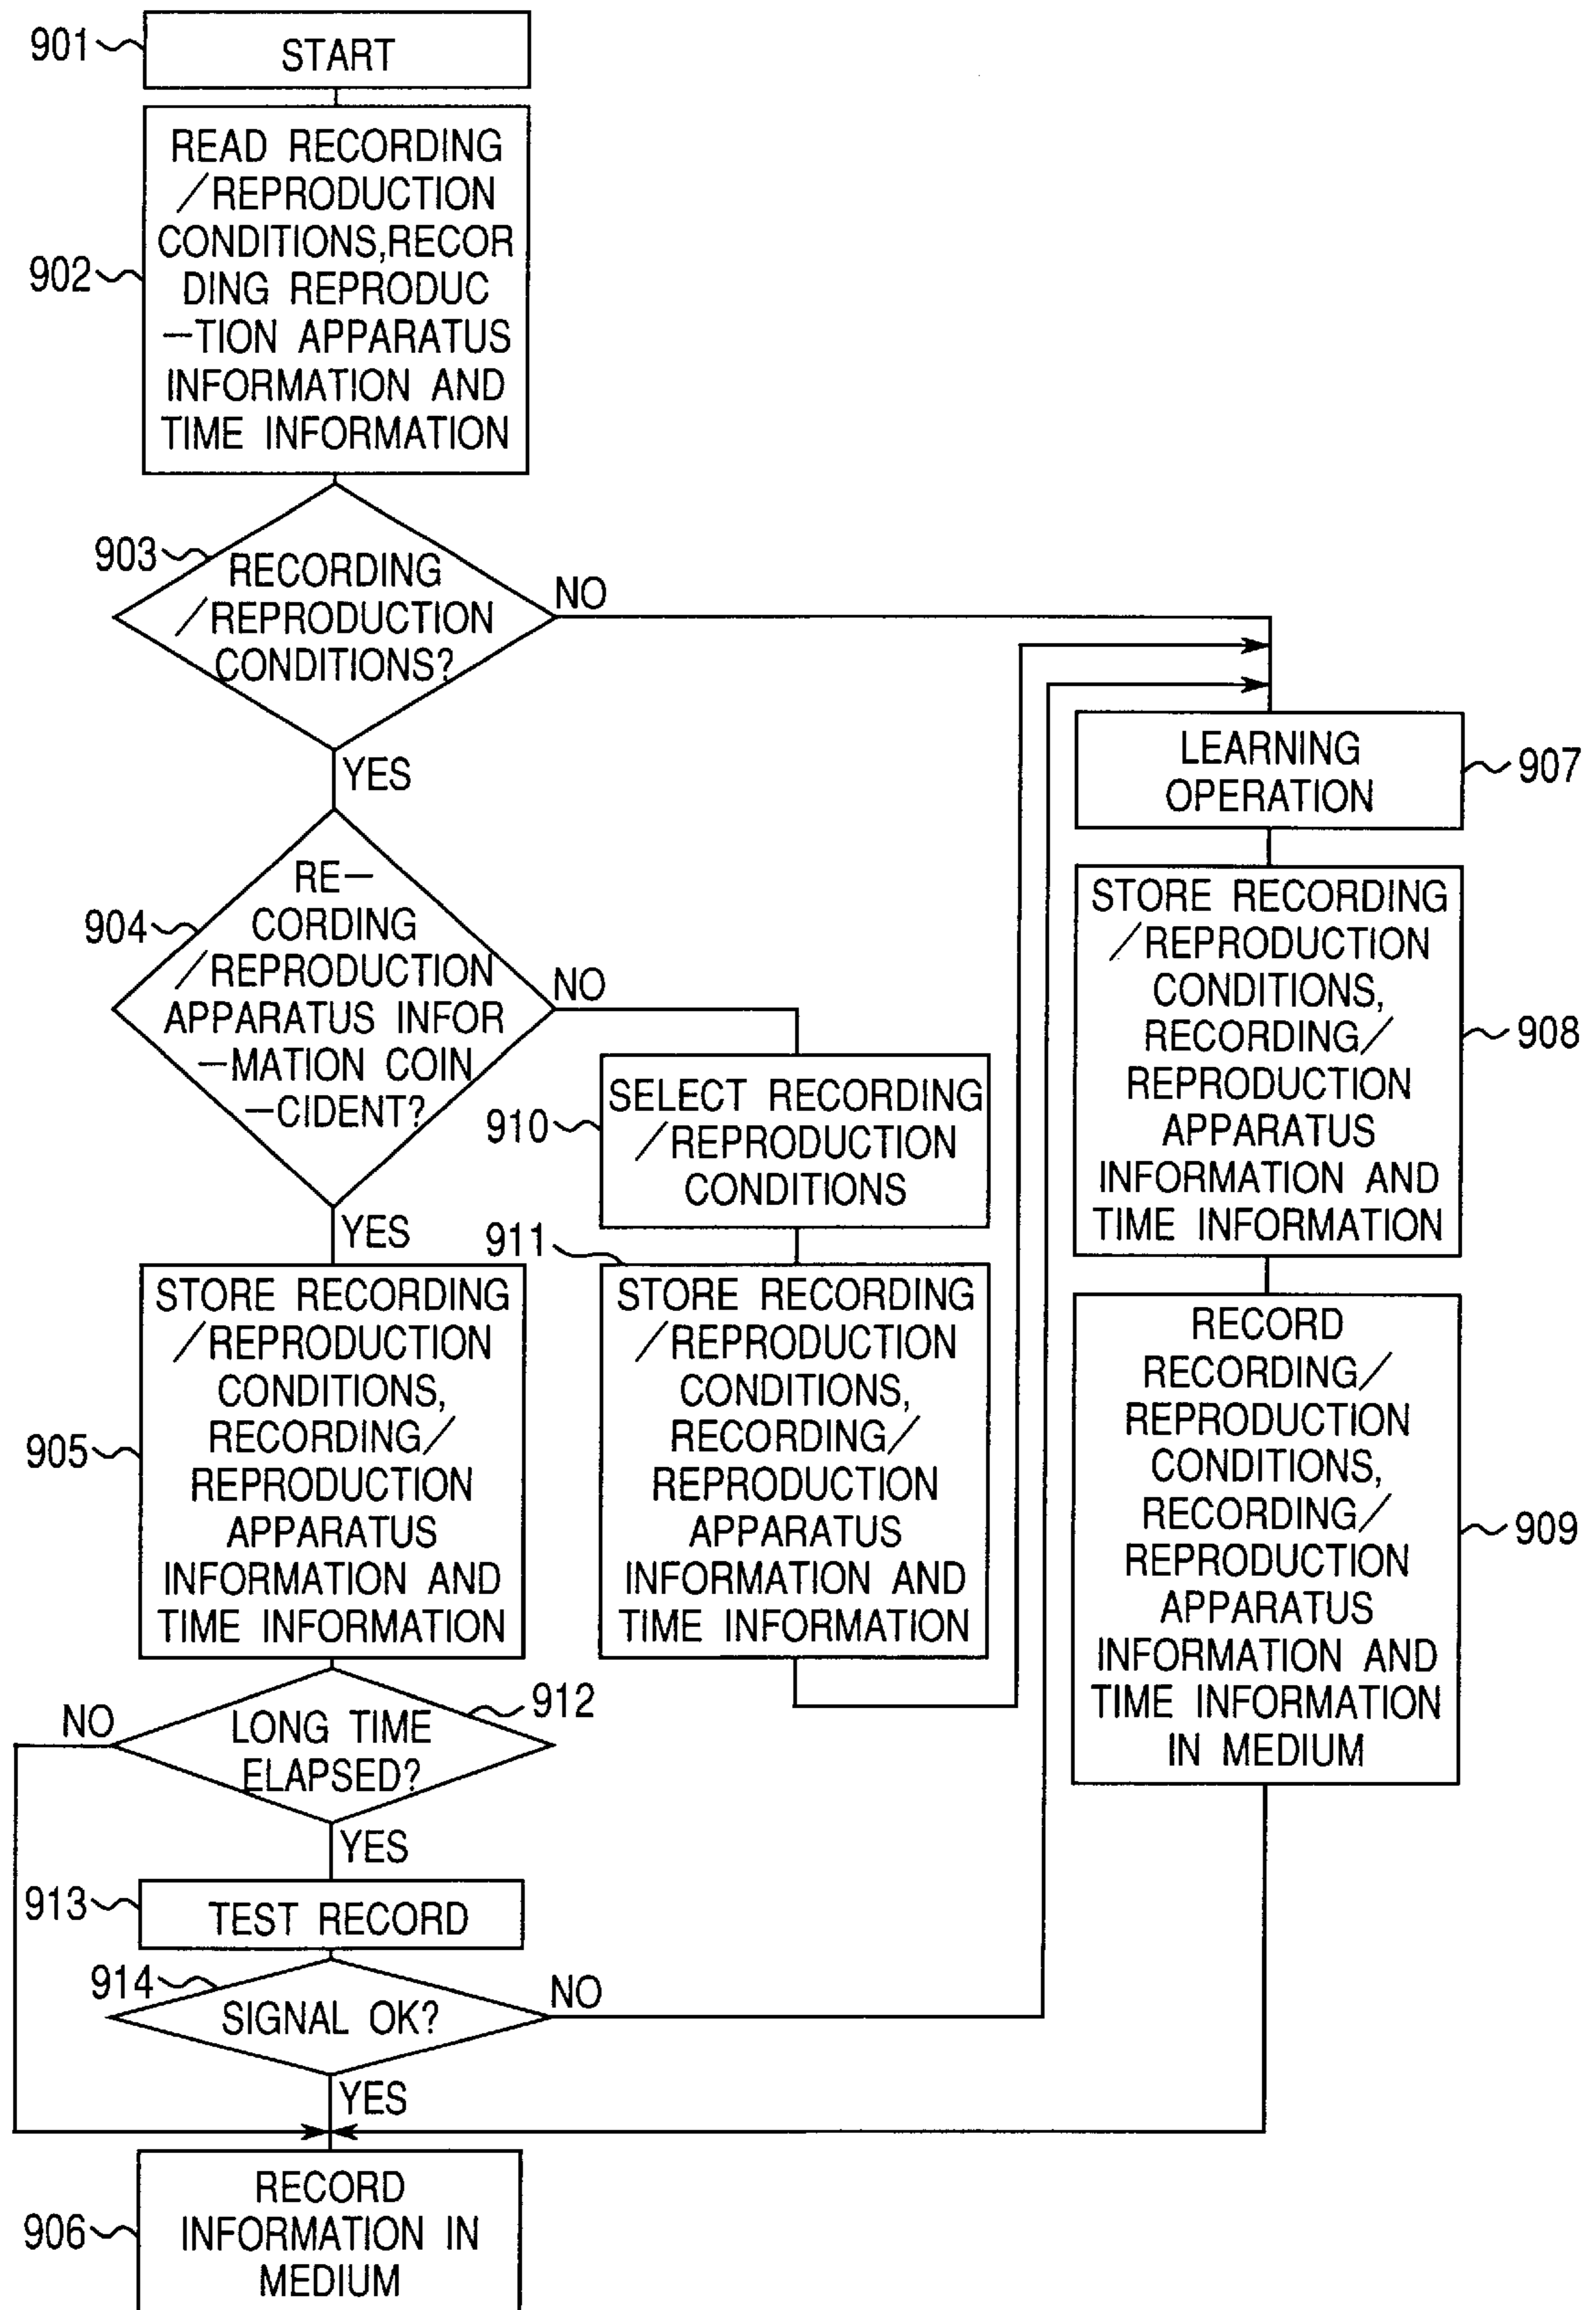 901
START
902
READ RECORDING
/REPRODUCTION
CONDITIONS,RECOR
DING REPRODUC
-TION APPARATUS
INFORMATION AND
TIME INFORMATION
903
RECORDING
/REPRODUCTION
CONDITIONS?
NO
YES
904
RE-
CORDING
/REPRODUCTION
APPARATUS INFOR
-MATION COIN
-CIDENT?
NO
YES
905
STORE RECORDING
/REPRODUCTION
CONDITIONS,
RECORDING/
REPRODUCTION
APPARATUS
INFORMATION AND
TIME INFORMATION
912
LONG TIME
ELAPSED?
NO
YES
913
TEST RECORD
914
SIGNAL OK?
NO
YES
906
RECORD
INFORMATION IN
MEDIUM
910
SELECT RECORDING
/REPRODUCTION
CONDITIONS
911
STORE RECORDING
/REPRODUCTION
CONDITIONS,
RECORDING/
REPRODUCTION
APPARATUS
INFORMATION AND
TIME INFORMATION
LEARNING
OPERATION
907
STORE RECORDING
/REPRODUCTION
CONDITIONS,
RECORDING/
REPRODUCTION
APPARATUS
INFORMATION AND
TIME INFORMATION
908
RECORD
RECORDING/
REPRODUCTION
CONDITIONS,
RECORDING/
REPRODUCTION
APPARATUS
INFORMATION AND
TIME INFORMATION
IN MEDIUM
909